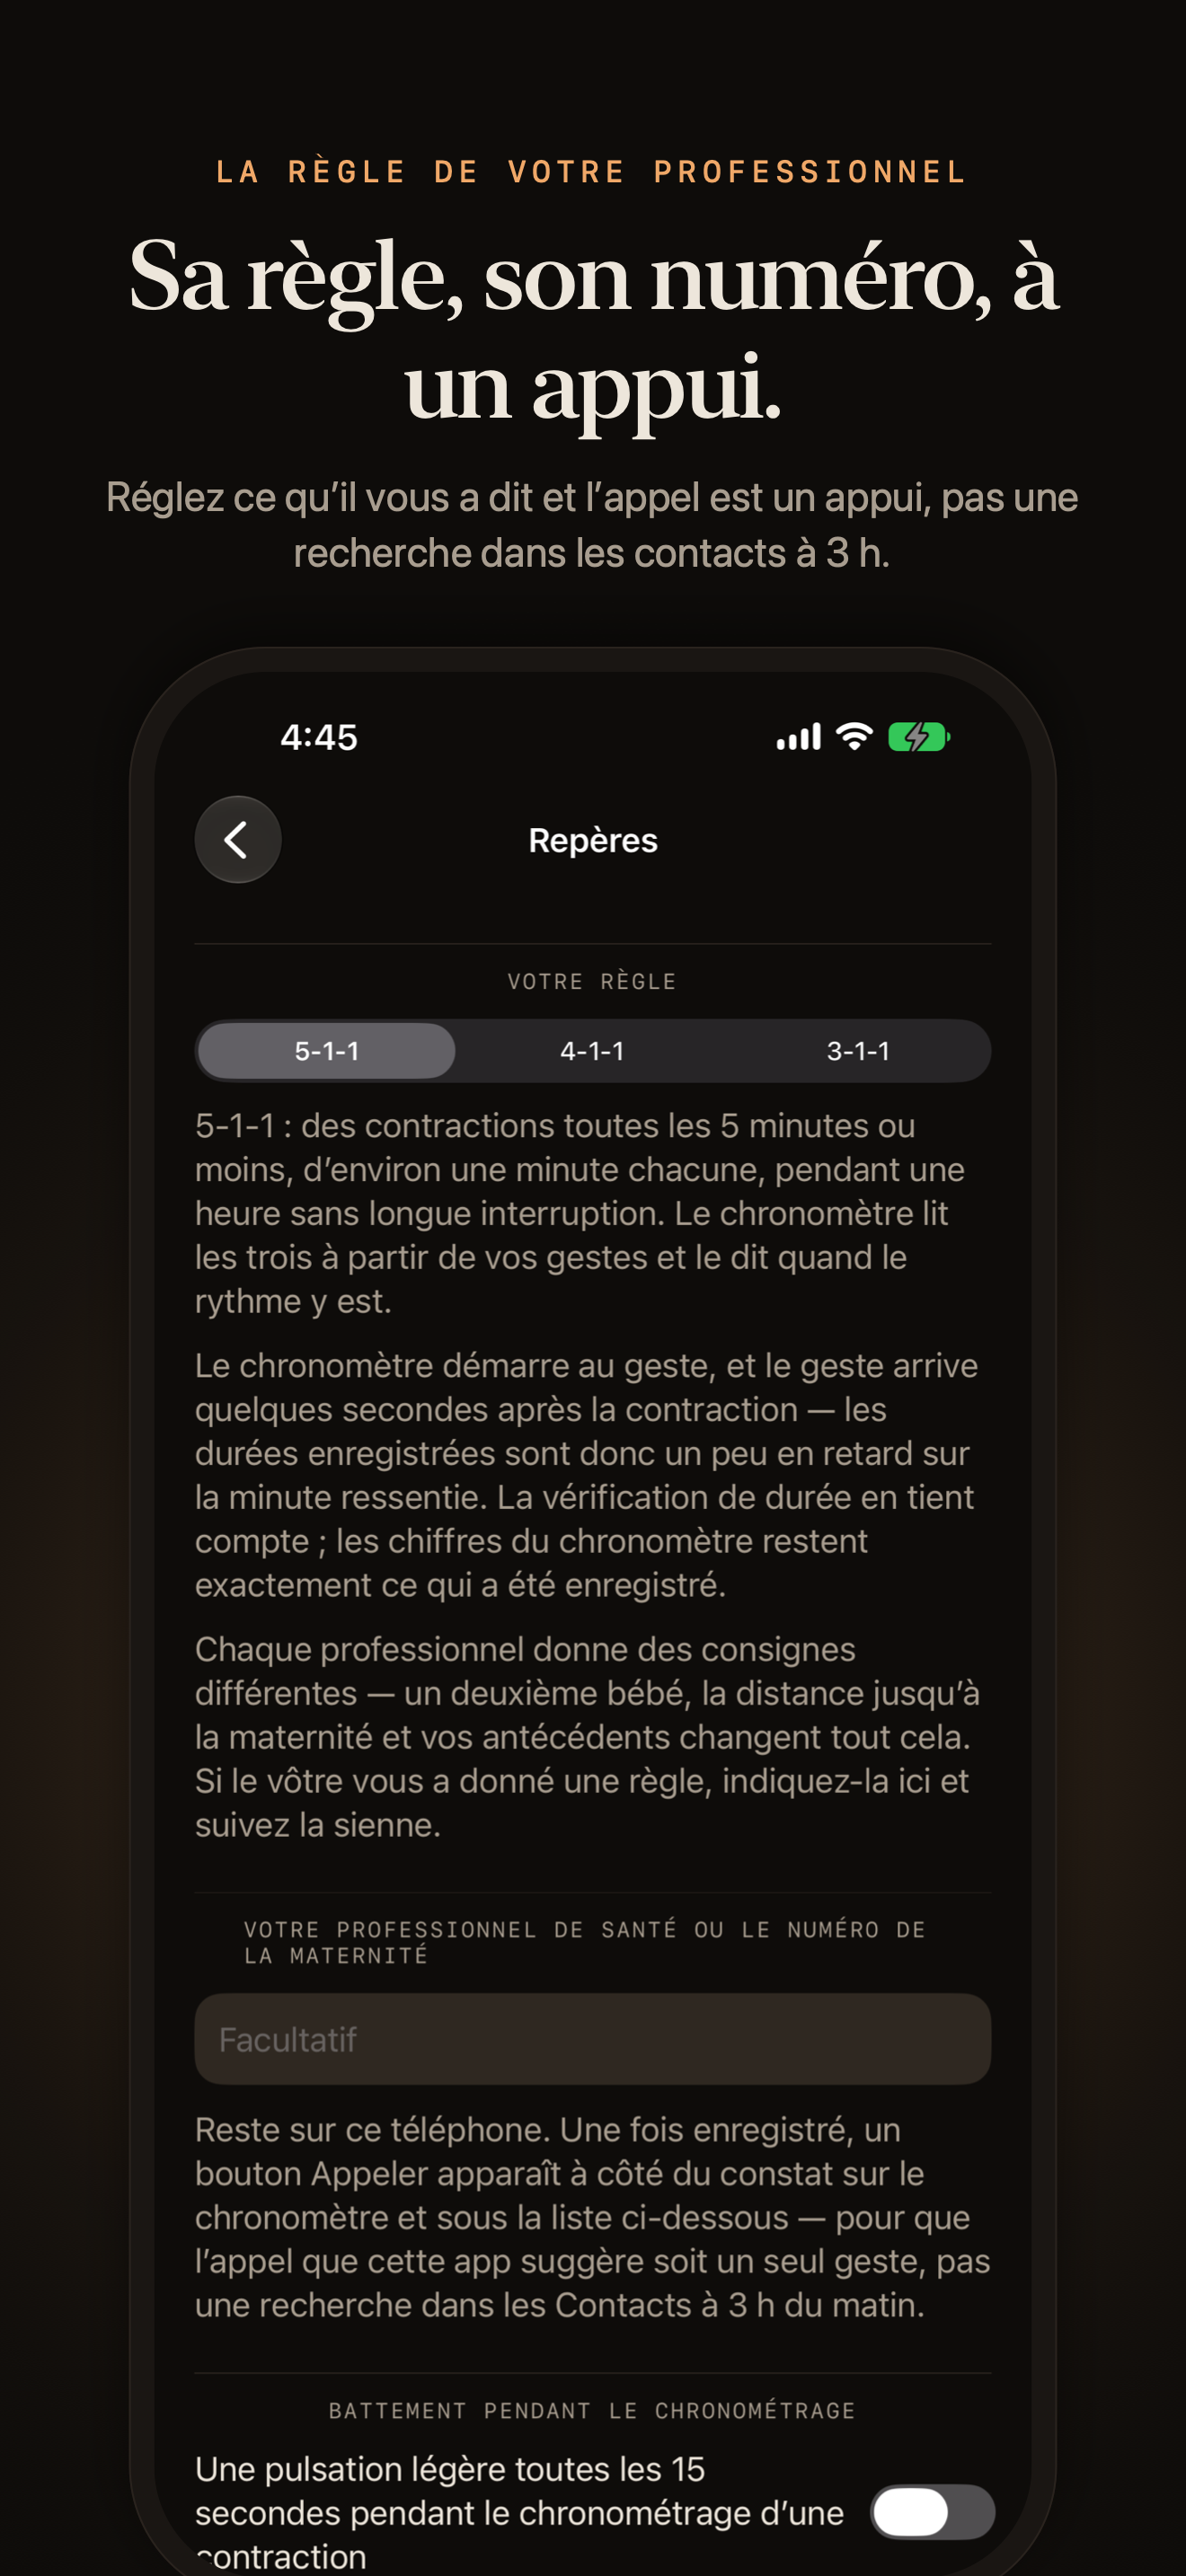 LA RÈGLE DE VOTRE PROFESSIONNEL
Sa règle, son numéro, à
un appui.
Réglez ce qu’il vous a dit et l’appel est un appui, pas une
recherche dans les contacts à 3 h.
4:45
Repères
VOTRE RÈGLE
5-1-1
4-1-1
3-1-1
5-1-1 : des contractions toutes les 5 minutes ou
moins, d’environ une minute chacune, pendant une
heure sans longue interruption. Le chronomètre lit
les trois à partir de vos gestes et le dit quand le
rythme y est.
Le chronomètre démarre au geste, et le geste arrive
quelques secondes après la contraction — les
durées enregistrées sont donc un peu en retard sur
la minute ressentie. La vérification de durée en tient
compte ; les chiffres du chronomètre restent
exactement ce qui a été enregistré.
Chaque professionnel donne des consignes
différentes — un deuxième bébé, la distance jusqu’à
la maternité et vos antécédents changent tout cela.
Si le vôtre vous a donné une règle, indiquez-la ici et
suivez la sienne.
VOTRE PROFESSIONNEL DE SANTÉ OU LE NUMÉRO DE
LA MATERNITÉ
Facultatif
Reste sur ce téléphone. Une fois enregistré, un
bouton Appeler apparaît à côté du constat sur le
chronomètre et sous la liste ci-dessous — pour que
l’appel que cette app suggère soit un seul geste, pas
une recherche dans les Contacts à 3 h du matin.
BATTEMENT PENDANT LE CHRONOMÉTRAGE
Une pulsation légère toutes les 15
secondes pendant le chronométrage d’une
contraction